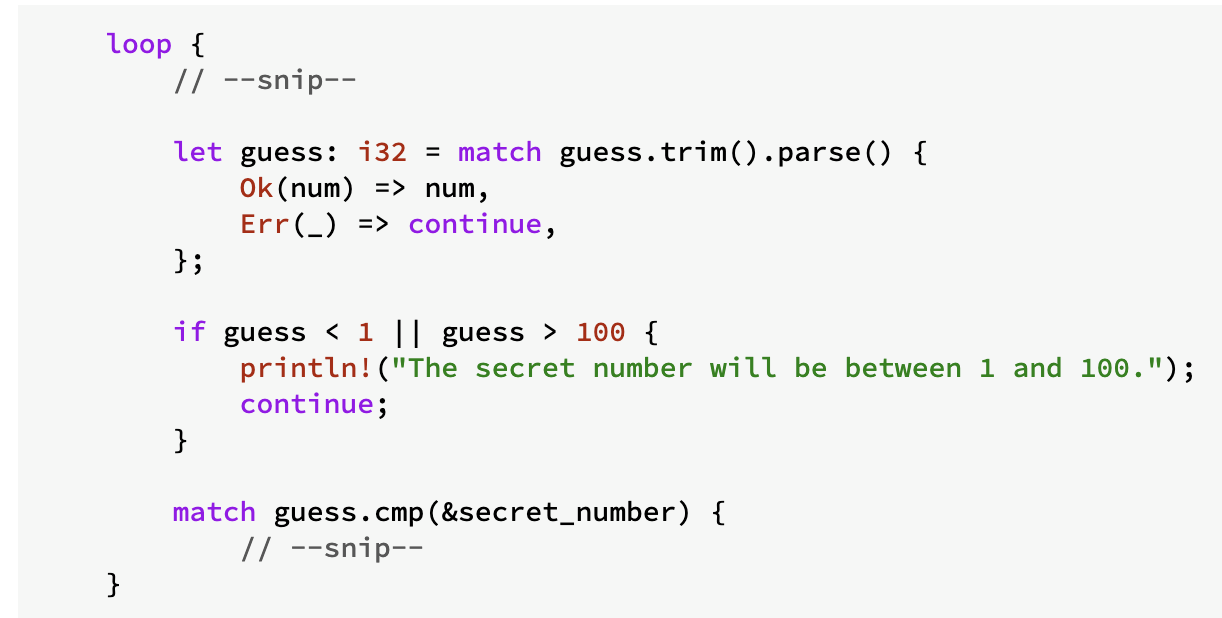 loop {
    // --snip--

    let guess: i32 = match guess.trim().parse() {
        Ok(num) => num,
        Err(_) => continue,
    };

    if guess < 1 || guess > 100 {
        println!("The secret number will be between 1 and 100.");
        continue;
    }

    match guess.cmp(&secret_number) {
        // --snip--
}